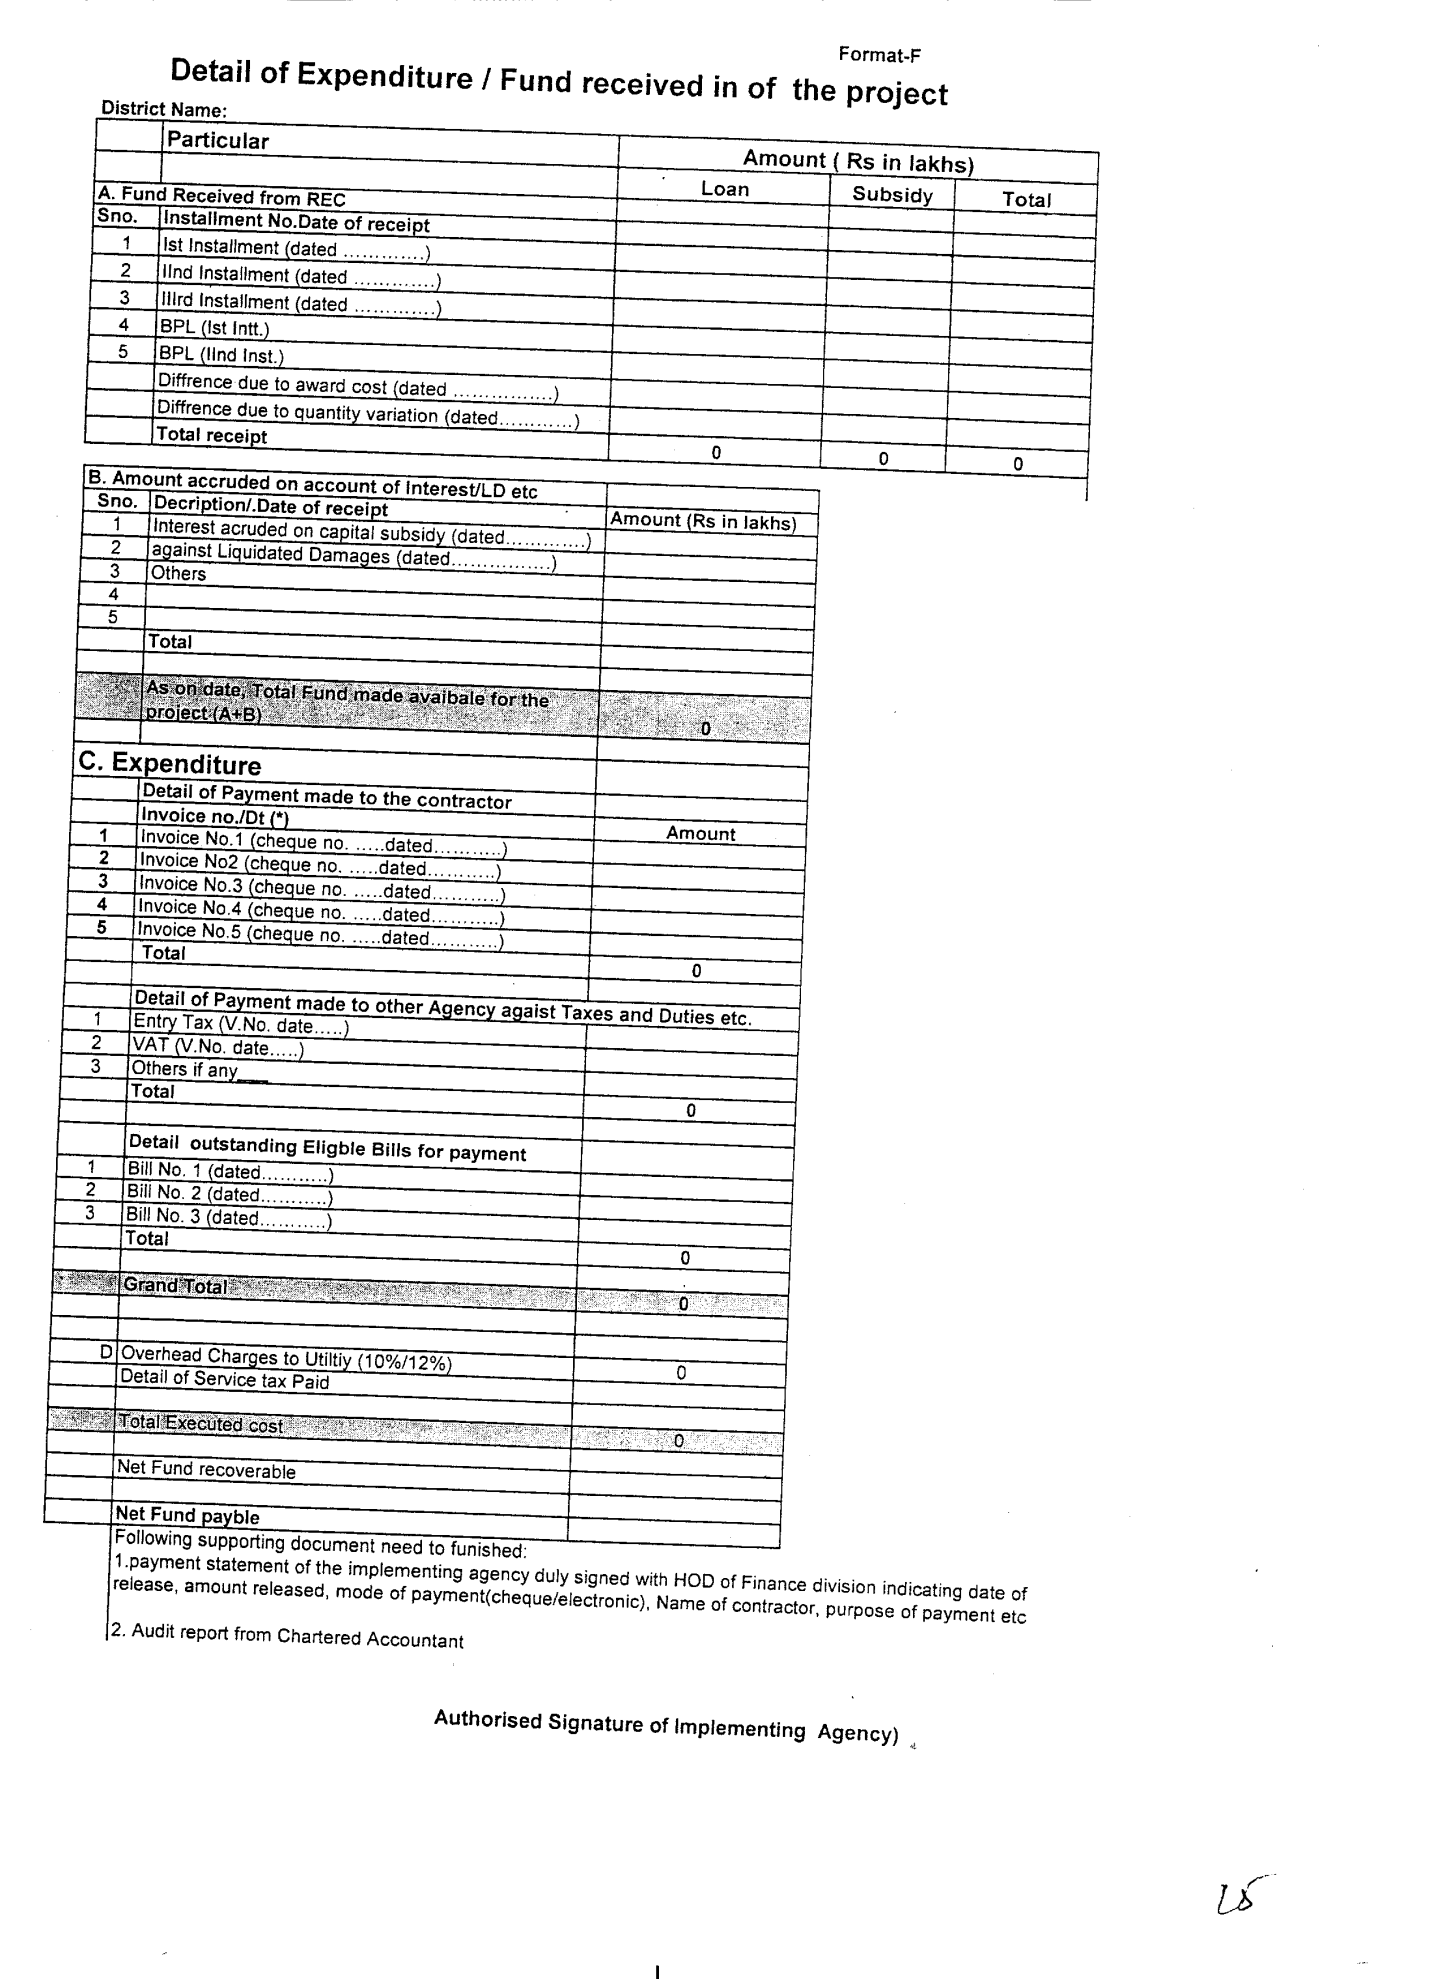 Format-F
Detail of Expenditure / Fund received in of the project
District Name:
Particular
Amount ( Rs in lakhs)
Loan Subsidy Total
A. Fund Received from REC
Sno. Installment No.Date of receipt
1 Ist Installment (dated .............)
2 IInd Installment (dated .............)
3 IIIrd Installment (dated .............)
4 BPL (Ist Intt.)
5 BPL (IInd Inst.)
Diffrence due to award cost (dated ................)
Diffrence due to quantity variation (dated............)
Total receipt 0 0 0
B. Amount accruded on account of Interest/LD etc
Sno. Decription/.Date of receipt Amount (Rs in lakhs)
1 Interest acruded on capital subsidy (dated.............)
2 against Liquidated Damages (dated................)
3 Others
4
5
Total
As on date, Total Fund made avaibale for the
project (A+B) 0
C. Expenditure
Detail of Payment made to the contractor
Invoice no./Dt (*) Amount
1 Invoice No.1 (cheque no. .....dated...........)
2 Invoice No2 (cheque no. .....dated...........)
3 Invoice No.3 (cheque no. .....dated...........)
4 Invoice No.4 (cheque no. .....dated...........)
5 Invoice No.5 (cheque no. .....dated...........)
Total 0
Detail of Payment made to other Agency agaist Taxes and Duties etc.
1 Entry Tax (V.No. date.....)
2 VAT (V.No. date.....)
3 Others if any___
Total 0
Detail outstanding Eligble Bills for payment
1 Bill No. 1 (dated...........)
2 Bill No. 2 (dated...........)
3 Bill No. 3 (dated...........)
Total 0
Grand Total 0
D Overhead Charges to Utiltiy (10%/12%) 0
Detail of Service tax Paid
Total Executed cost 0
Net Fund recoverable
Net Fund payble
Following supporting document need to funished:
1.payment statement of the implementing agency duly signed with HOD of Finance division indicating date of
release, amount released, mode of payment(cheque/electronic), Name of contractor, purpose of payment etc
2. Audit report from Chartered Accountant
Authorised Signature of Implementing Agency)